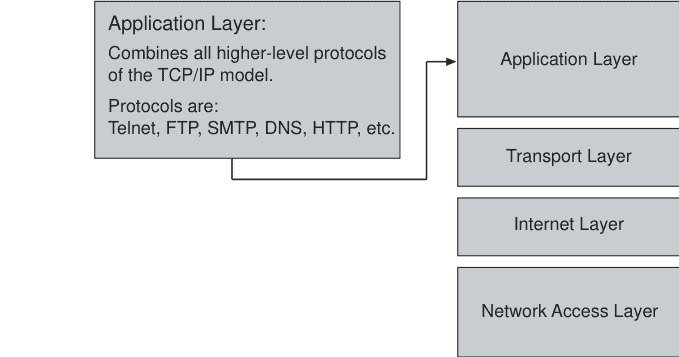 Application Layer:
Combines all higher-level protocols
of the TCP/IP model.
Protocols are:
Telnet, FTP, SMTP, DNS, HTTP, etc.
Application Layer
Transport Layer
Internet Layer
Network Access Layer